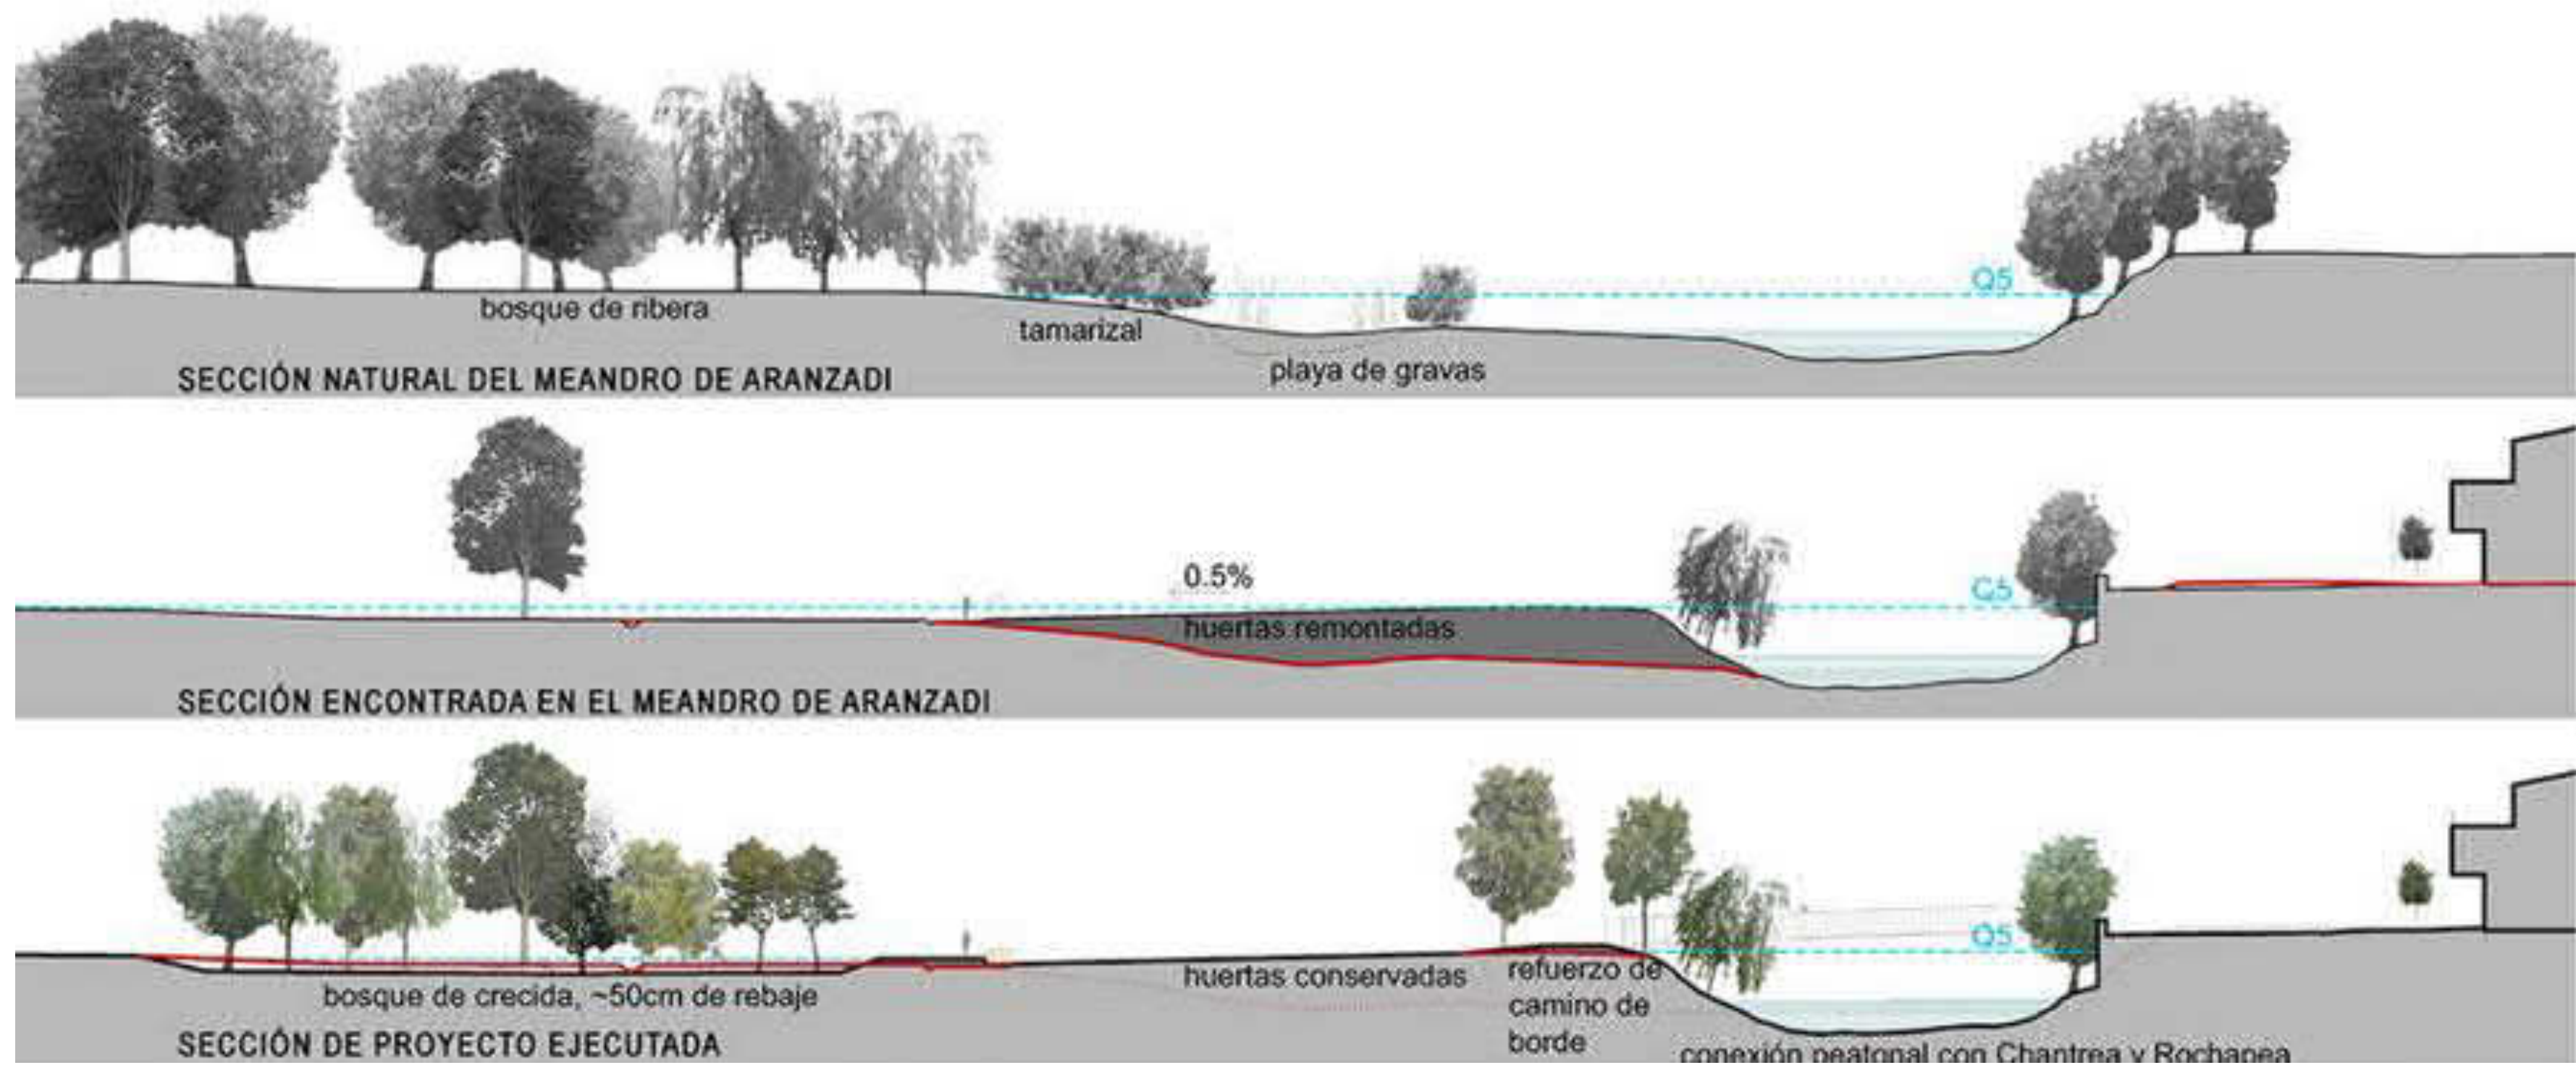 Q5
bosque de ribera
tamarizal
playa de gravas
SECCIÓN NATURAL DEL MEANDRO DE ARANZADI
0.5%
Q5
huertas remontadas
SECCIÓN ENCONTRADA EN EL MEANDRO DE ARANZADI
Q5
bosque de crecida, ~50cm de rebaje
huertas conservadas
refuerzo de
camino de
borde
SECCIÓN DE PROYECTO EJECUTADA
conexión peatonal con Chantrea y Rochapea